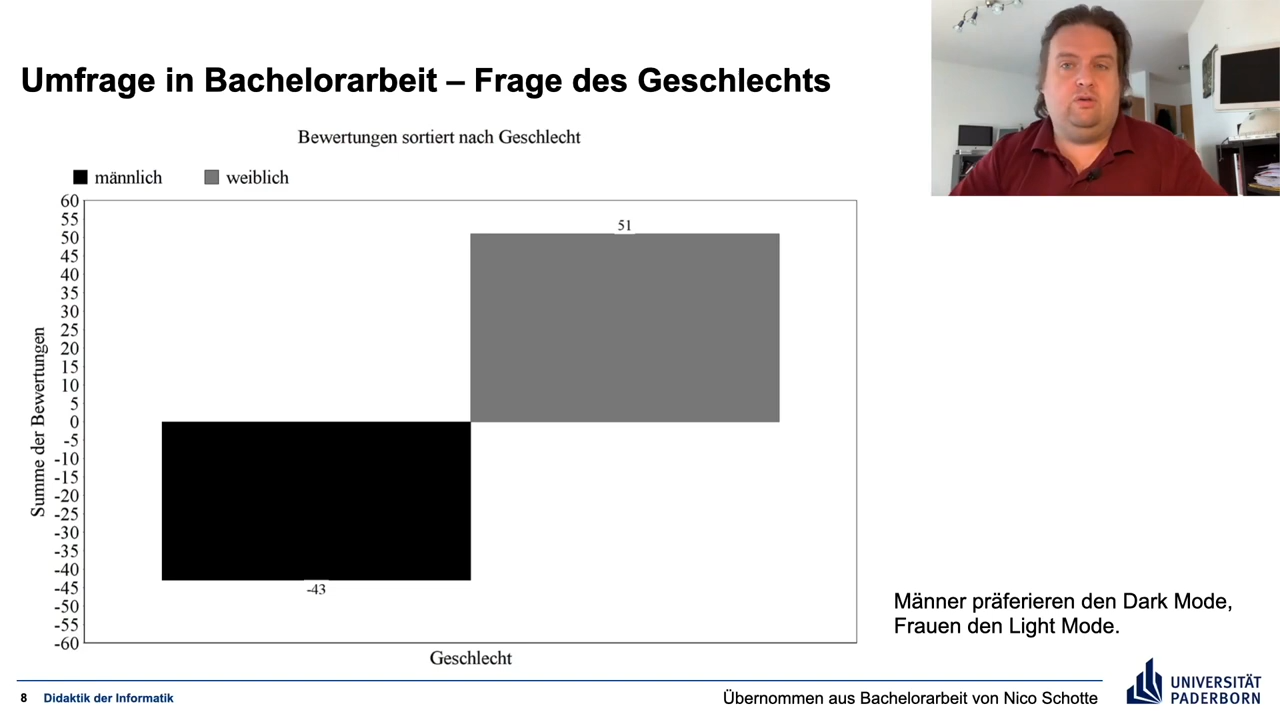 Umfrage in Bachelorarbeit – Frage des Geschlechts
Bewertungen sortiert nach Geschlecht
männlich
weiblich
60
55
50
45
40
35
30
25
20
15
10
5
0
-5
-10
-15
-20
-25
-30
-35
-40
-45
-50
-55
-60
Summe der Bewertungen
51
-43
Geschlecht
Männer präferieren den Dark Mode,
Frauen den Light Mode.
8 Didaktik der Informatik
Übernommen aus Bachelorarbeit von Nico Schotte
UNIVERSITÄT
PADERBORN